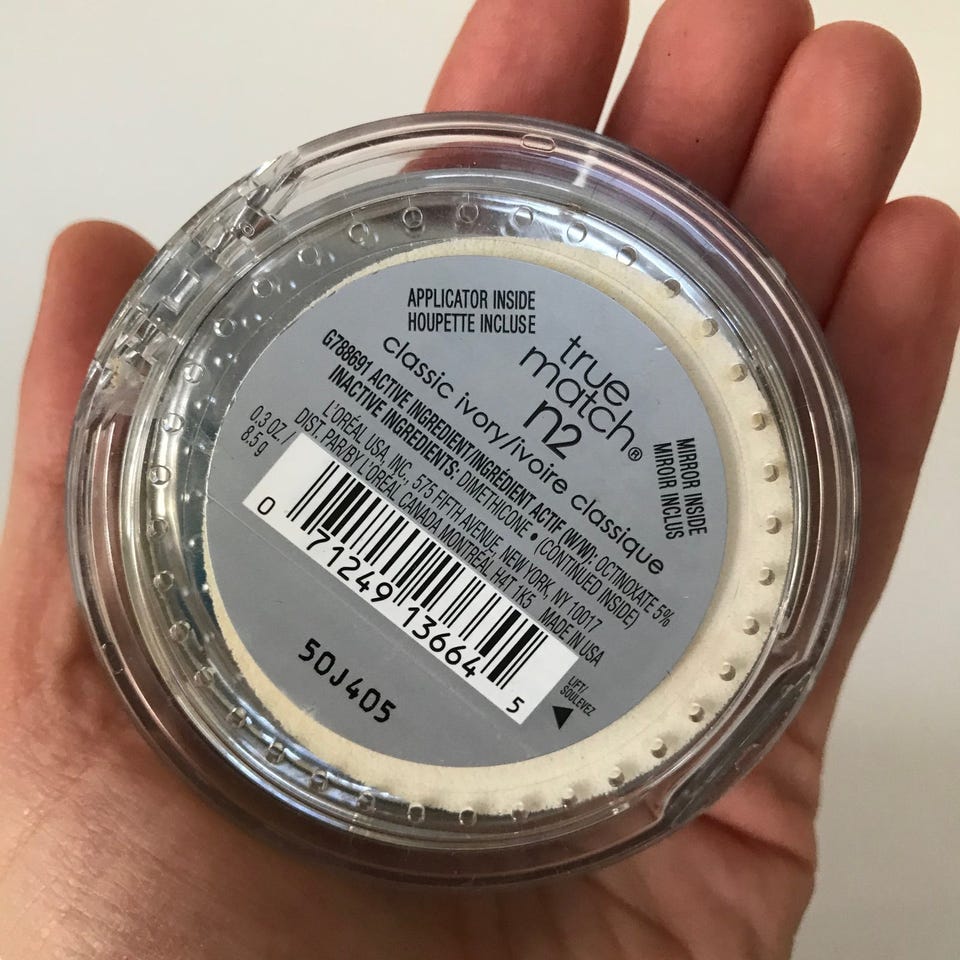 APPLICATOR INSIDE
HOUPETTE INCLUSE
true
match®
n2
classic ivory/ivoire classique
MIRROR INSIDE
MIROIR INCLUS
G788691 ACTIVE INGREDIENT/INGRÉDIENT ACTIF (W/W): OCTINOXATE 5%
INACTIVE INGREDIENTS: DIMETHICONE • (CONTINUED INSIDE)
L'ORÉAL USA, INC., 575 FIFTH AVENUE, NEW YORK, NY 10017
DIST. PAR/BY L'ORÉAL CANADA MONTRÉAL H4T 1K5 MADE IN USA
0.3 OZ. /
8.5 g
0 71249 13664 5
LIFT/
SOULEVEZ
50J405